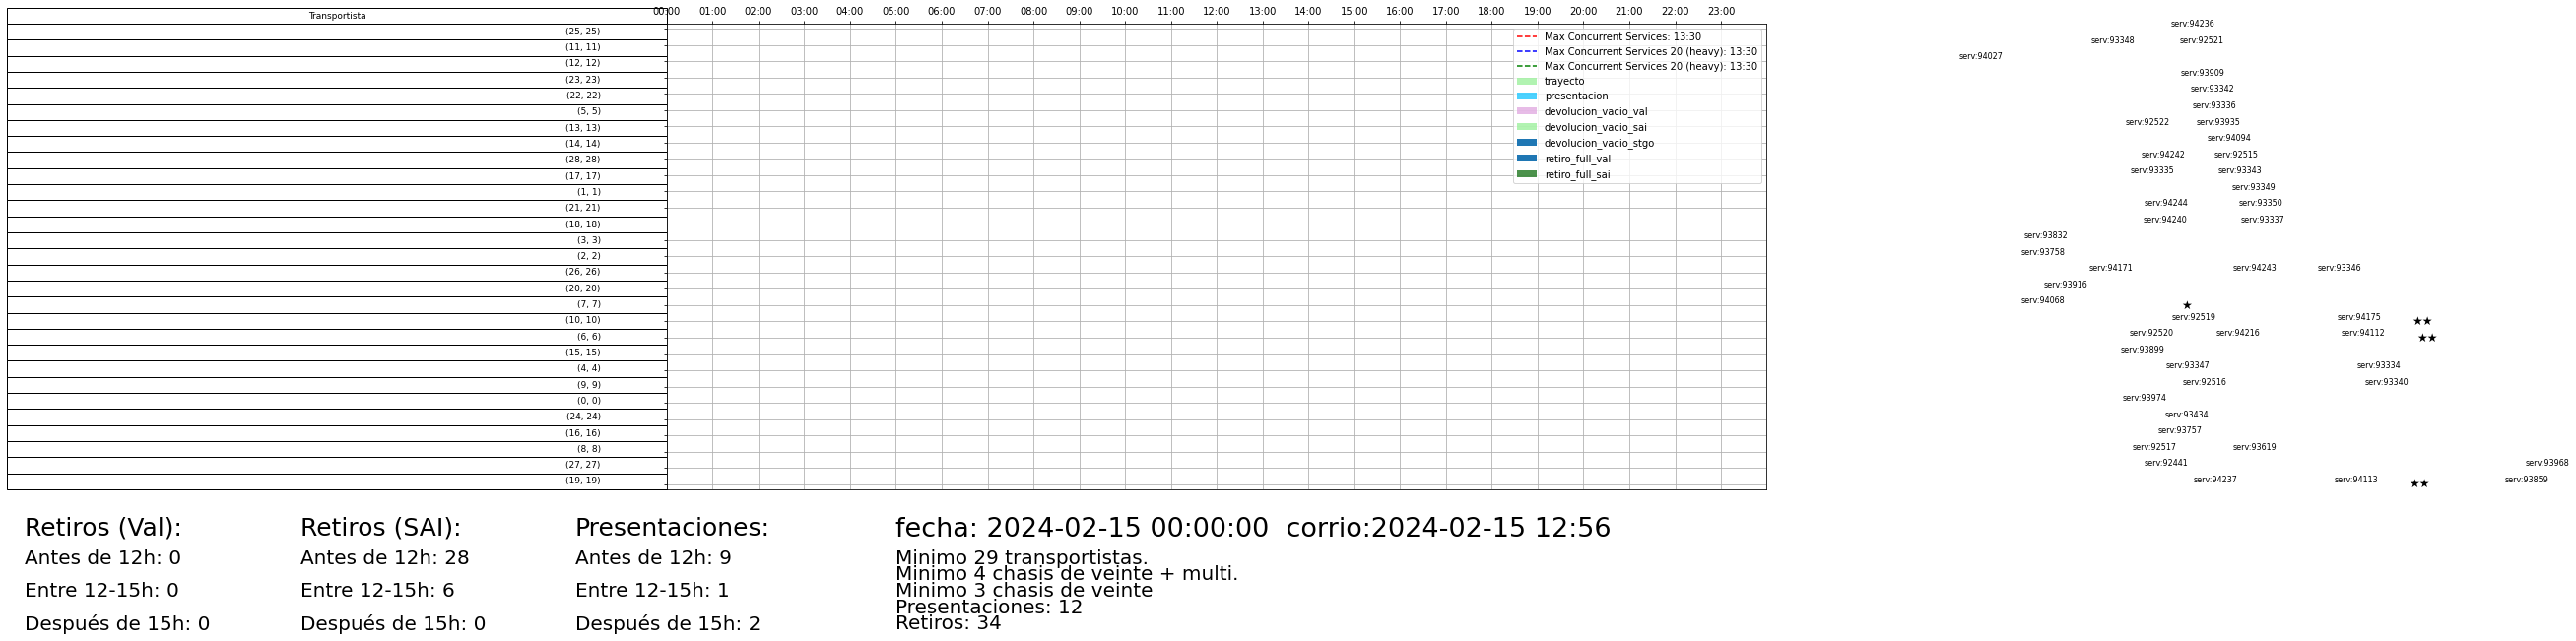 Transportista
00:00 01:00 02:00 03:00 04:00 05:00 06:00 07:00 08:00 09:00 10:00 11:00 12:00 13:00 14:00 15:00 16:00 17:00 18:00 19:00 20:00 21:00 22:00 23:00
(25, 25)
(11, 11)
(12, 12)
(23, 23)
(22, 22)
(5, 5)
(13, 13)
(14, 14)
(28, 28)
(17, 17)
(1, 1)
(21, 21)
(18, 18)
(3, 3)
(2, 2)
(26, 26)
(20, 20)
(7, 7)
(10, 10)
(6, 6)
(15, 15)
(4, 4)
(9, 9)
(0, 0)
(24, 24)
(16, 16)
(8, 8)
(27, 27)
(19, 19)
Max Concurrent Services: 13:30
Max Concurrent Services 20 (heavy): 13:30
Max Concurrent Services 20 (heavy): 13:30
trayecto
presentacion
devolucion_vacio_val
devolucion_vacio_sai
devolucion_vacio_stgo
retiro_full_val
retiro_full_sai
serv:94236
serv:93348 serv:92521
serv:94027
serv:93909
serv:93342
serv:93336
serv:92522 serv:93935
serv:94094
serv:94242 serv:92515
serv:93335 serv:93343
serv:93349
serv:94244 serv:93350
serv:94240 serv:93337
serv:93832
serv:93758
serv:94171 serv:94243 serv:93346
serv:93916
serv:94068 ★
serv:92519 serv:94175 ★★
serv:92520 serv:94216 serv:94112 ★★
serv:93899
serv:93347 serv:93334
serv:92516 serv:93340
serv:93974
serv:93434
serv:93757
serv:92517 serv:93619
serv:92441 serv:93968
serv:94237 serv:94113 ★★ serv:93859
Retiros (Val):
Antes de 12h: 0
Entre 12-15h: 0
Después de 15h: 0
Retiros (SAI):
Antes de 12h: 28
Entre 12-15h: 6
Después de 15h: 0
Presentaciones:
Antes de 12h: 9
Entre 12-15h: 1
Después de 15h: 2
fecha: 2024-02-15 00:00:00 corrio:2024-02-15 12:56
Minimo 29 transportistas.
Minimo 4 chasis de veinte + multi.
Minimo 3 chasis de veinte
Presentaciones: 12
Retiros: 34